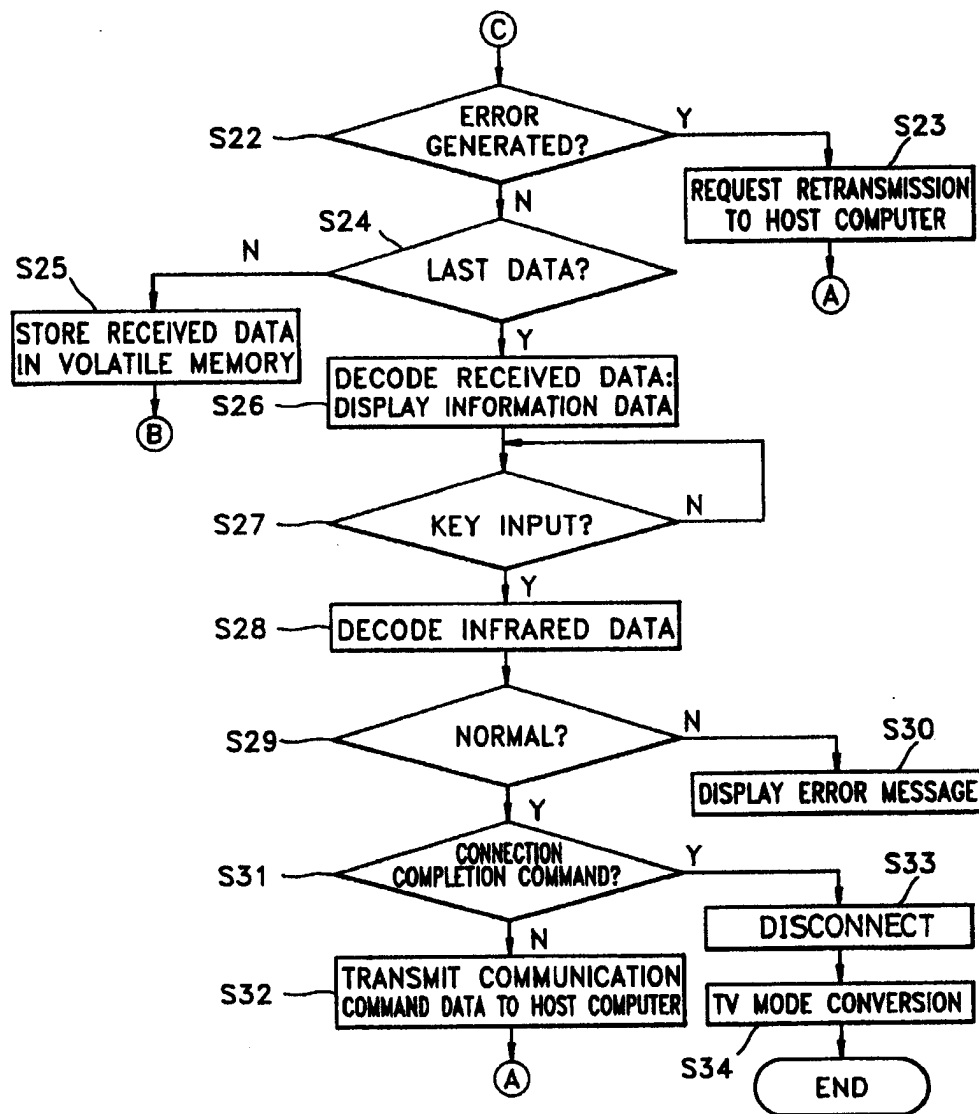 C
S22
ERROR
GENERATED?
Y
S23
REQUEST RETRANSMISSION
TO HOST COMPUTER
A
N
S24
LAST DATA?
N
S25
STORE RECEIVED DATA
IN VOLATILE MEMORY
B
Y
S26
DECODE RECEIVED DATA:
DISPLAY INFORMATION DATA
S27
KEY INPUT?
N
Y
S28
DECODE INFRARED DATA
S29
NORMAL?
N
S30
DISPLAY ERROR MESSAGE
Y
S31
CONNECTION
COMPLETION COMMAND?
Y
S33
DISCONNECT
N
S32
TRANSMIT COMMUNICATION
COMMAND DATA TO HOST COMPUTER
A
TV MODE CONVERSION
S34
END